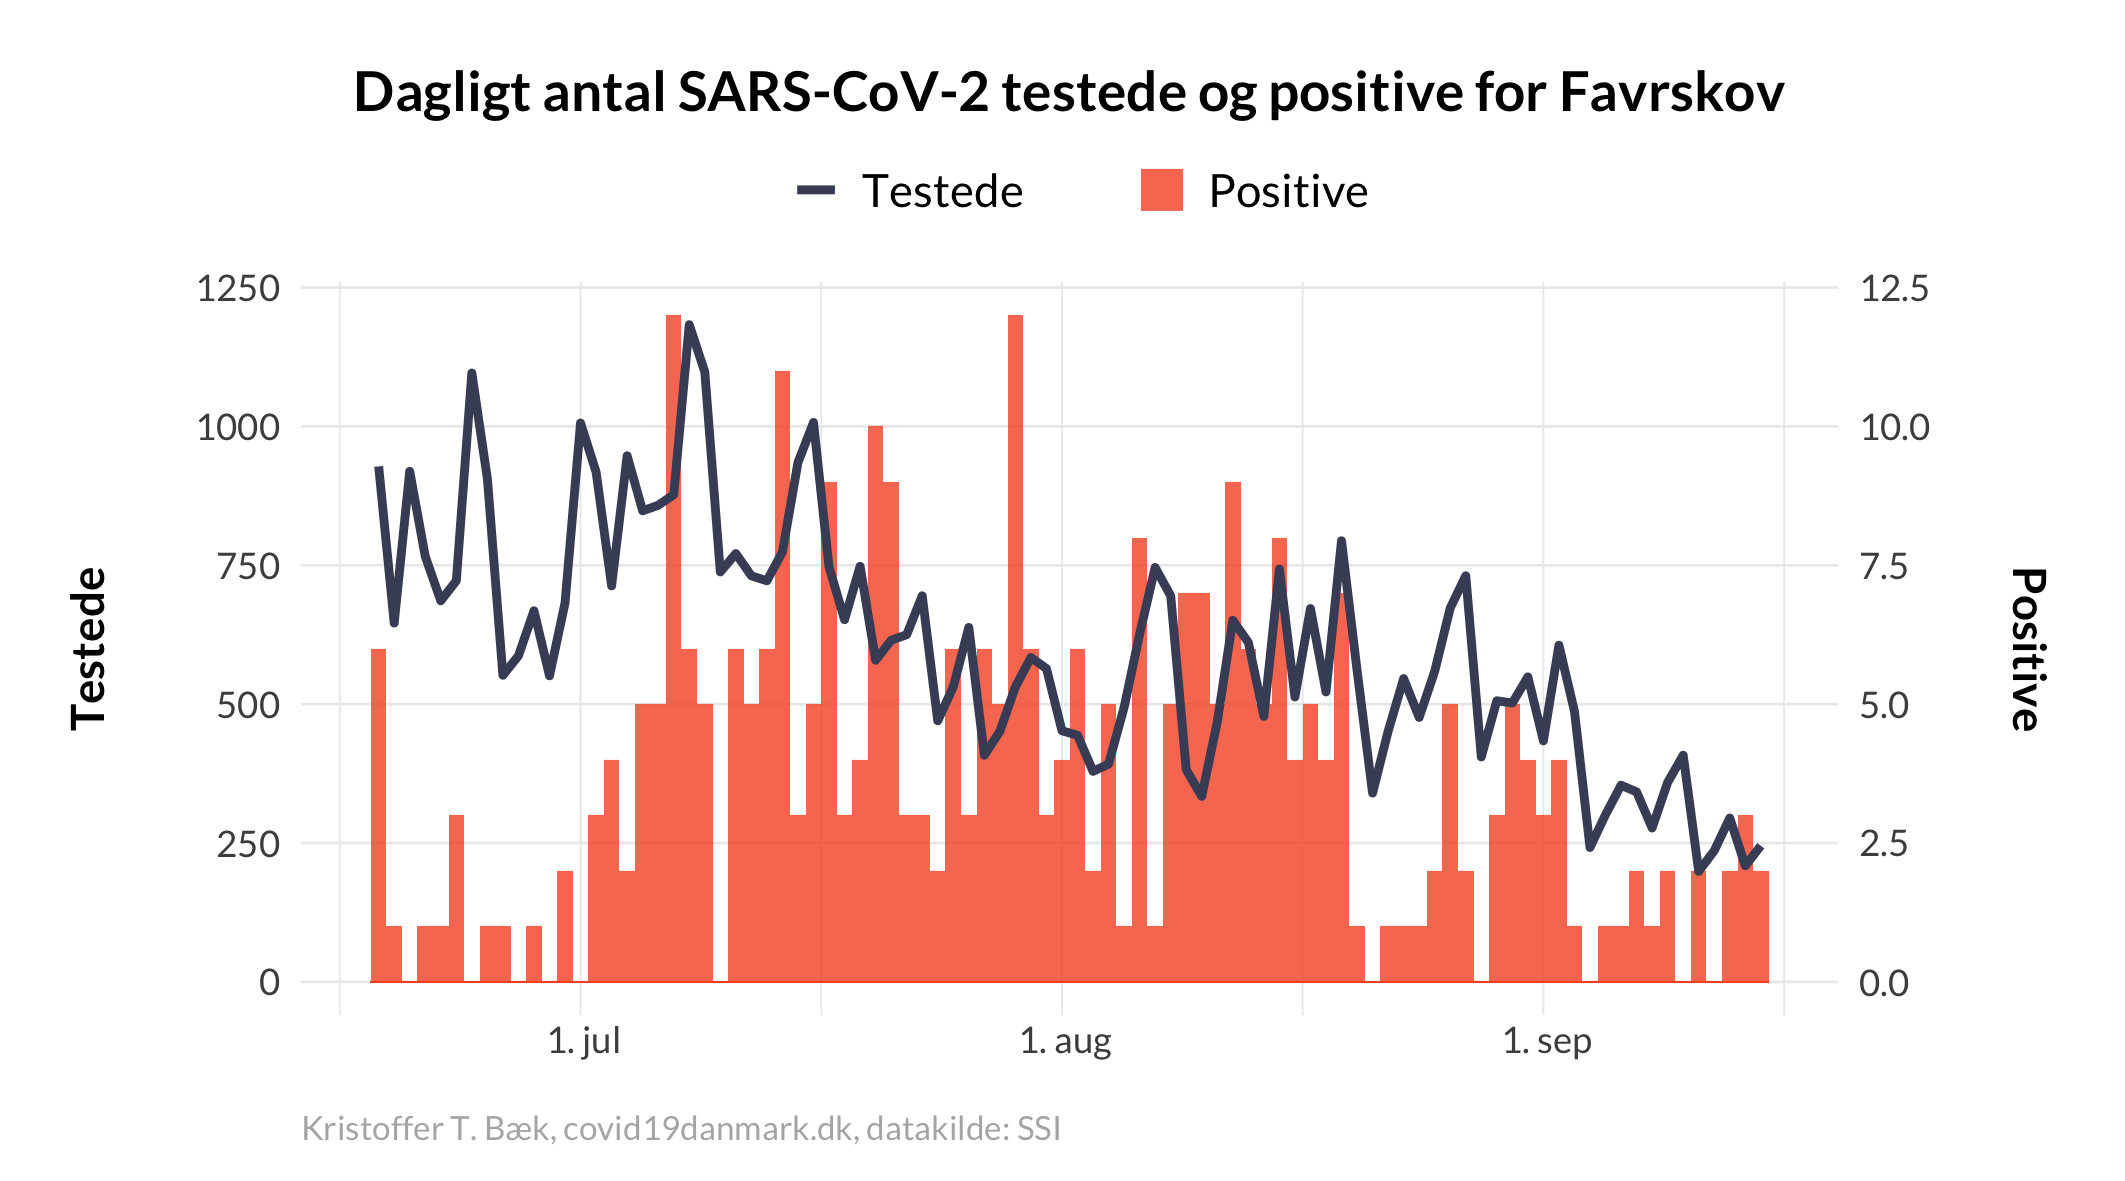 Dagligt antal SARS-CoV-2 testede og positive for Favrskov
Testede
Positive
1250
1000
750
500
250
0
Testede
12.5
10.0
7.5
5.0
2.5
0.0
Positive
1. jul
1. aug
1. sep
Kristoffer T. Bæk, covid19danmark.dk, datakilde: SSI